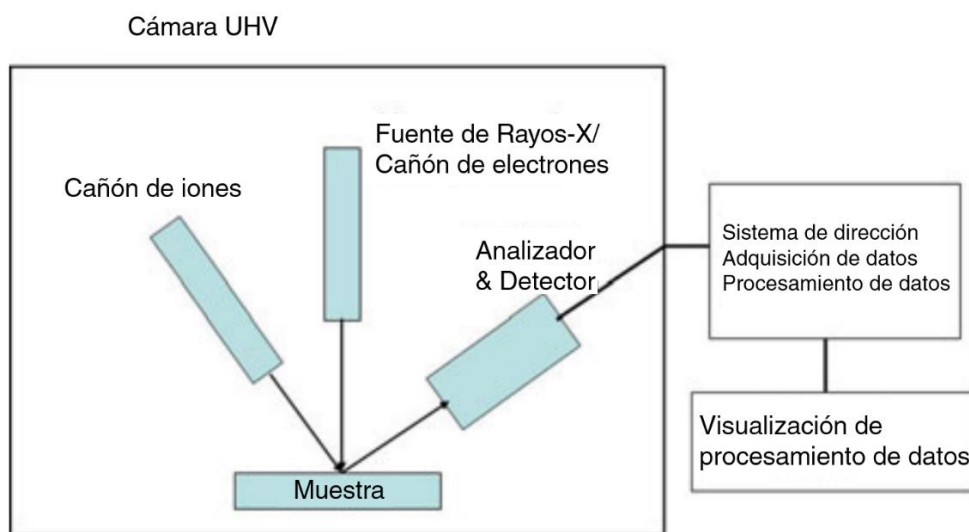 Cámara UHV
Fuente de Rayos-X/
Cañón de electrones
Cañón de iones
Analizador
& Detector
Sistema de dirección
Adquisición de datos
Procesamiento de datos
Visualización de
procesamiento de datos
Muestra